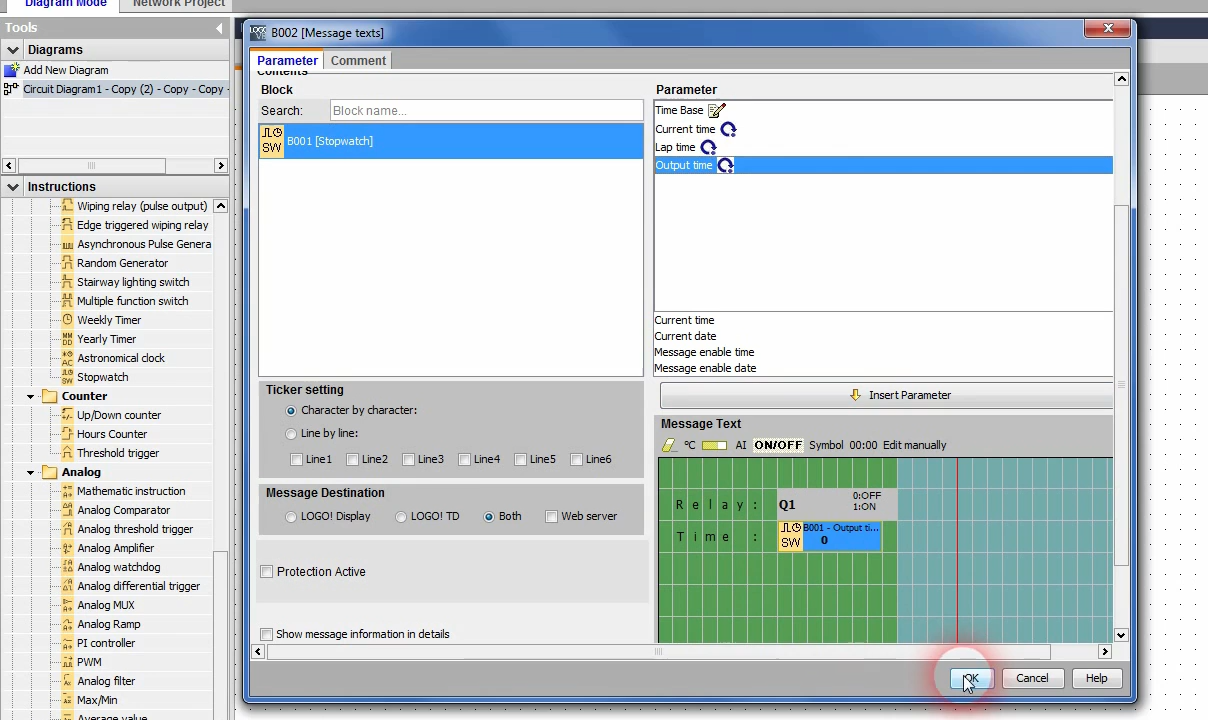 Diagram Mode
Network Project
Tools
Diagrams
Add New Diagram
Circuit Diagram1 - Copy (2) - Copy - Copy -
Instructions
Wiping relay (pulse output)
Edge triggered wiping relay
Asynchronous Pulse Genera
Random Generator
Stairway lighting switch
Multiple function switch
Weekly Timer
Yearly Timer
Astronomical clock
Stopwatch
Counter
Up/Down counter
Hours Counter
Threshold trigger
Analog
Mathematic instruction
Analog Comparator
Analog threshold trigger
Analog Amplifier
Analog watchdog
Analog differential trigger
Analog MUX
Analog Ramp
PI controller
PWM
Analog filter
Max/Min
Average value
B002 [Message texts]
Parameter
Comment
Contents
Block
Search:
Block name...
SW
B001 [Stopwatch]
Parameter
Time Base
Current time
Lap time
Output time
Current time
Current date
Message enable time
Message enable date
Insert Parameter
Ticker setting
Character by character:
Line by line:
Line1 Line2 Line3 Line4 Line5 Line6
Message Destination
LOGO! Display LOGO! TD Both Web server
Protection Active
Show message information in details
Message Text
°C AI ON/OFF Symbol 00:00 Edit manually
Relay: Q1 0:OFF
1:ON
Time : SW B001 - Output ti...
0
OK
Cancel
Help